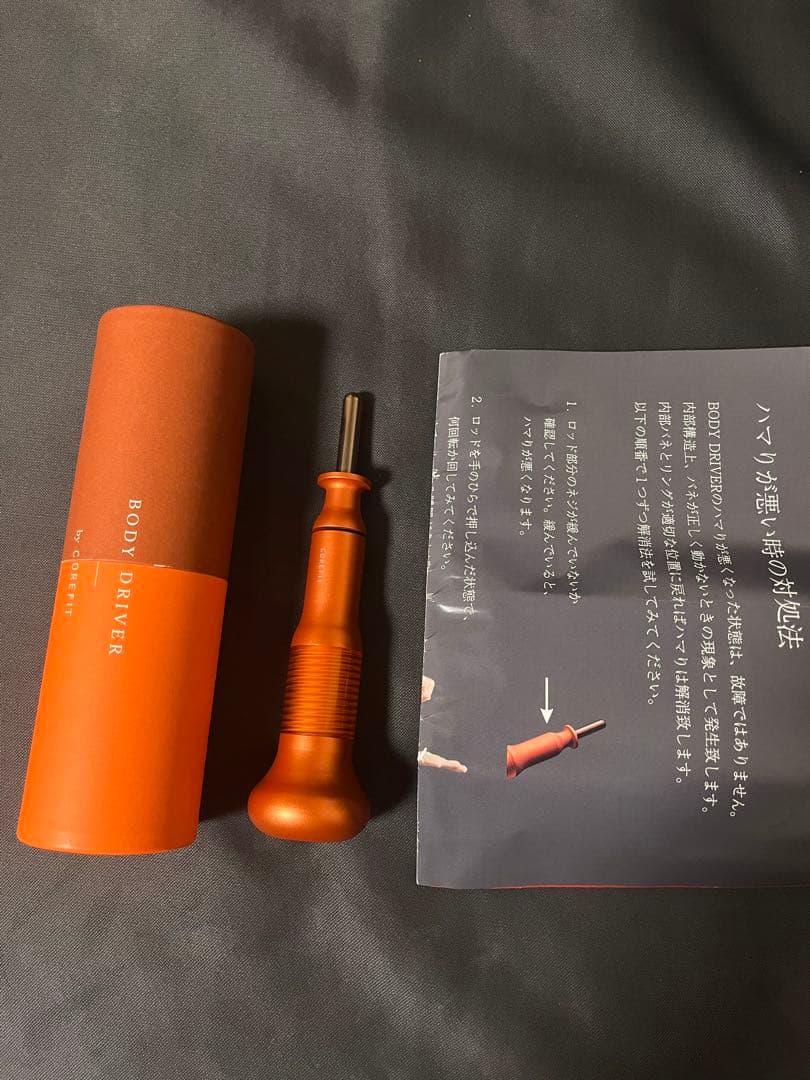 BODY DRIVER
by COREFIT
COREFIT
ハマりが悪い時の対処法
BODY DRIVERのハマりが悪くなった状態は、故障ではありません。
内部構造上、バネが正しく動かないときの現象として発生致します。
内部バネとリングが適切な位置に戻ればハマりは解消致します。
以下の順番で1つずつ解消法を試してみてください。
1. ロッド部分のネジが緩んでいないか
確認してください。緩んでいると、
ハマりが悪くなります。
2. ロッドを手のひらで押し込んだ状態で、
何回転か回してみてください。